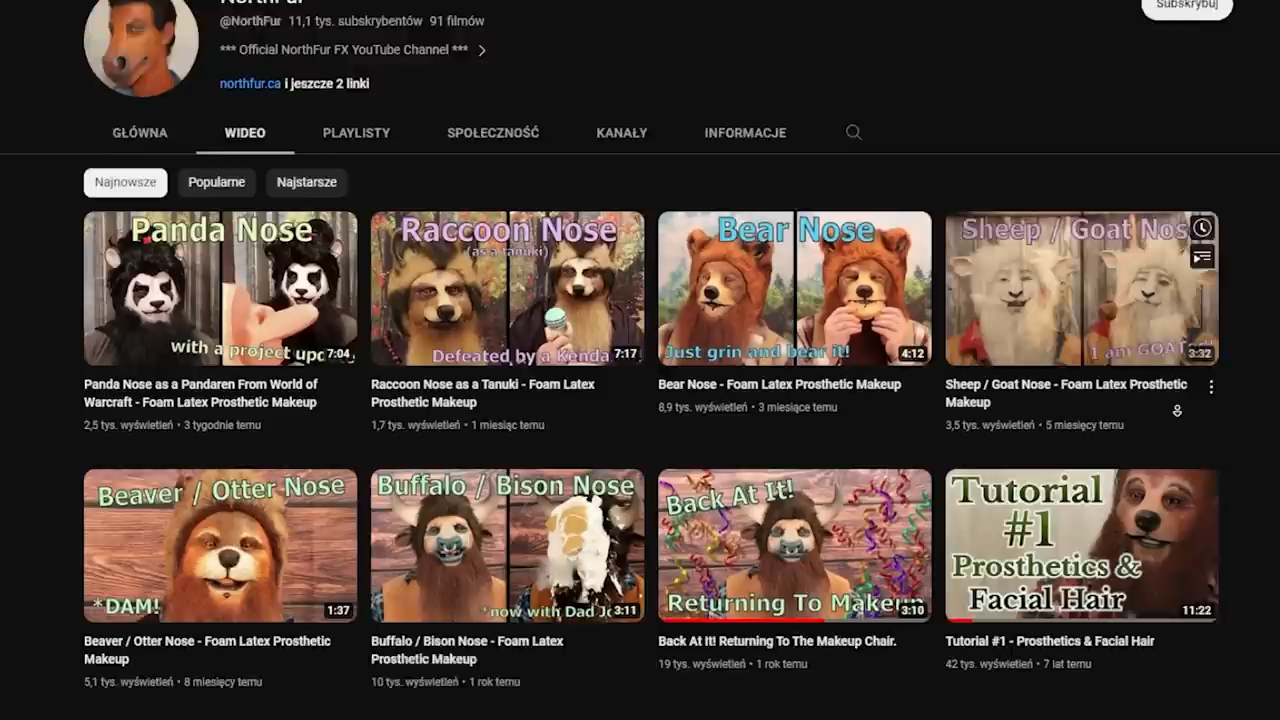 NorthFur
@NorthFur 11,1 tys. subskrybentów 91 filmów
*** Official NorthFur FX YouTube Channel ***
northfur.ca i jeszcze 2 linki
Subskrybuj
GŁÓWNA WIDEO PLAYLISTY SPOŁECZNOŚĆ KANAŁY INFORMACJE
Najnowsze Popularne Najstarsze
Panda Nose
with a project upd
7:04
Raccoon Nose
(as a tanuki)
Defeated by a Kenda
7:17
Bear Nose
Just grin and bear it!
4:12
Sheep / Goat Nos
I am GOAT
3:32
Panda Nose as a Pandaren From World of
Warcraft - Foam Latex Prosthetic Makeup
2,5 tys. wyświetleń • 3 tygodnie temu
Raccoon Nose as a Tanuki - Foam Latex
Prosthetic Makeup
1,7 tys. wyświetleń • 1 miesiąc temu
Bear Nose - Foam Latex Prosthetic Makeup
8,9 tys. wyświetleń • 3 miesiące temu
Sheep / Goat Nose - Foam Latex Prosthetic
Makeup
3,5 tys. wyświetleń • 5 miesięcy temu
Beaver / Otter Nose
*DAM!
1:37
Buffalo / Bison Nose
*now with Dad Jo
3:11
Back At It!
Returning To Makeup
3:10
Tutorial
#1
Prosthetics &
Facial Hair
11:22
Beaver / Otter Nose - Foam Latex Prosthetic
Makeup
5,1 tys. wyświetleń • 8 miesięcy temu
Buffalo / Bison Nose - Foam Latex
Prosthetic Makeup
10 tys. wyświetleń • 1 rok temu
Back At It! Returning To The Makeup Chair.
19 tys. wyświetleń • 1 rok temu
Tutorial #1 - Prosthetics & Facial Hair
42 tys. wyświetleń • 7 lat temu